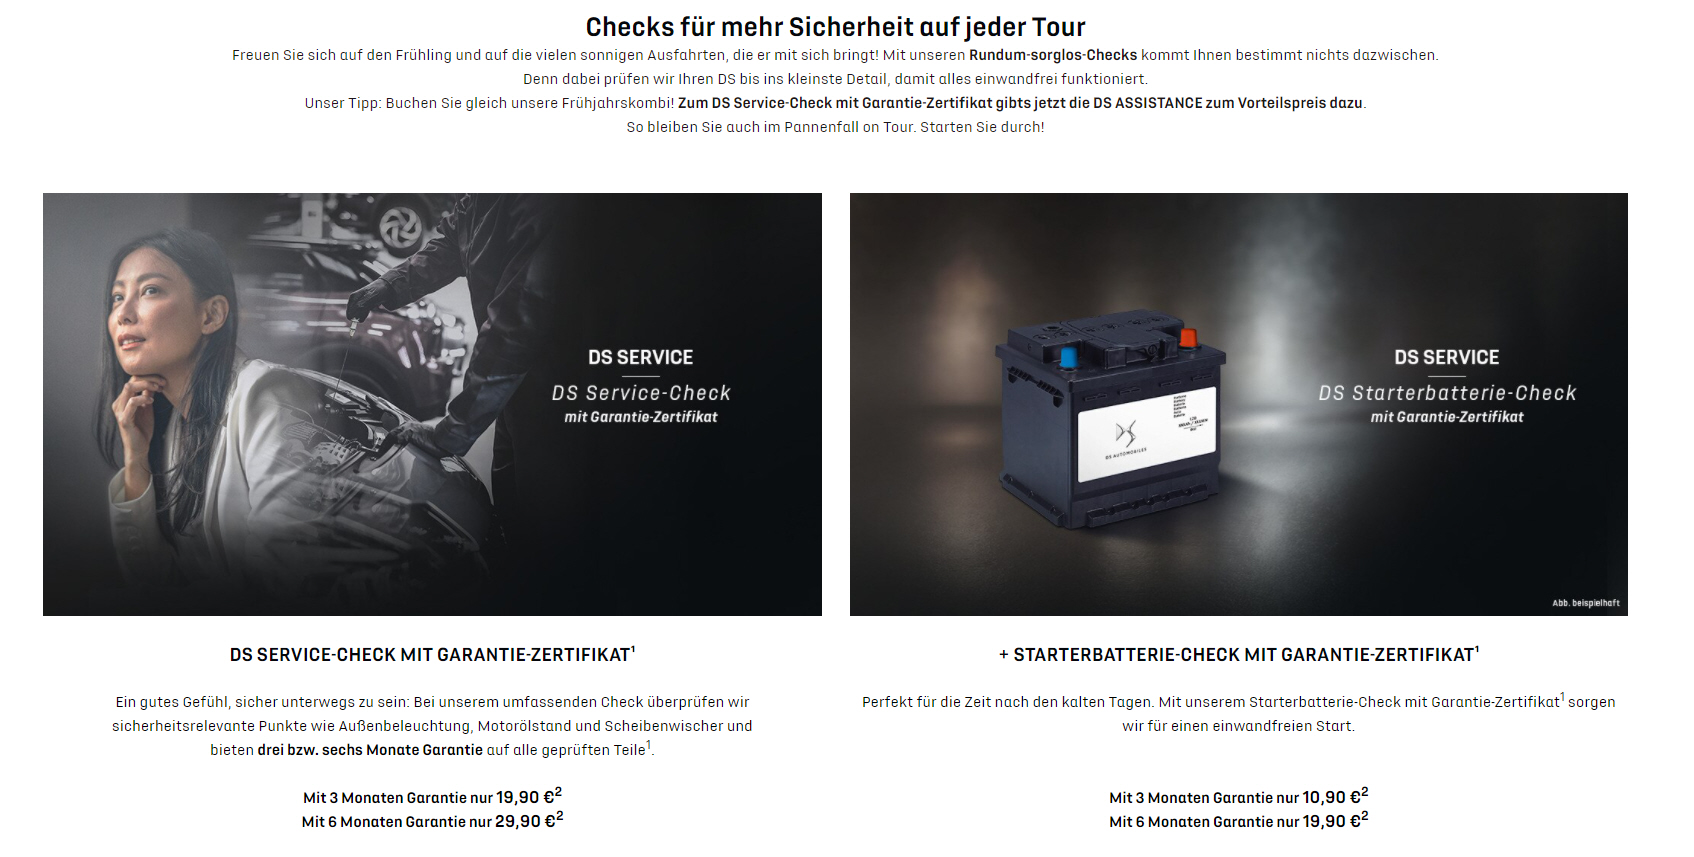 Checks für mehr Sicherheit auf jeder Tour
Freuen Sie sich auf den Frühling und auf die vielen sonnigen Ausfahrten, die er mit sich bringt! Mit unseren Rundum-sorglos-Checks kommt Ihnen bestimmt nichts dazwischen.
Denn dabei prüfen wir Ihren DS bis ins kleinste Detail, damit alles einwandfrei funktioniert.
Unser Tipp: Buchen Sie gleich unsere Frühjahrskombi! Zum DS Service-Check mit Garantie-Zertifikat gibts jetzt die DS ASSISTANCE zum Vorteilspreis dazu.
So bleiben Sie auch im Pannenfall on Tour. Starten Sie durch!
DS SERVICE
DS Service-Check
mit Garantie-Zertifikat
DS AUTOMOBILES
DS SERVICE
DS Starterbatterie-Check
mit Garantie-Zertifikat
Abb. beispielhaft
DS SERVICE-CHECK MIT GARANTIE-ZERTIFIKAT¹
Ein gutes Gefühl, sicher unterwegs zu sein: Bei unserem umfassenden Check überprüfen wir
sicherheitsrelevante Punkte wie Außenbeleuchtung, Motorölstand und Scheibenwischer und
bieten drei bzw. sechs Monate Garantie auf alle geprüften Teile¹.
Mit 3 Monaten Garantie nur 19,90 €²
Mit 6 Monaten Garantie nur 29,90 €²
+ STARTERBATTERIE-CHECK MIT GARANTIE-ZERTIFIKAT¹
Perfekt für die Zeit nach den kalten Tagen. Mit unserem Starterbatterie-Check mit Garantie-Zertifikat¹ sorgen
wir für einen einwandfreien Start.
Mit 3 Monaten Garantie nur 10,90 €²
Mit 6 Monaten Garantie nur 19,90 €²